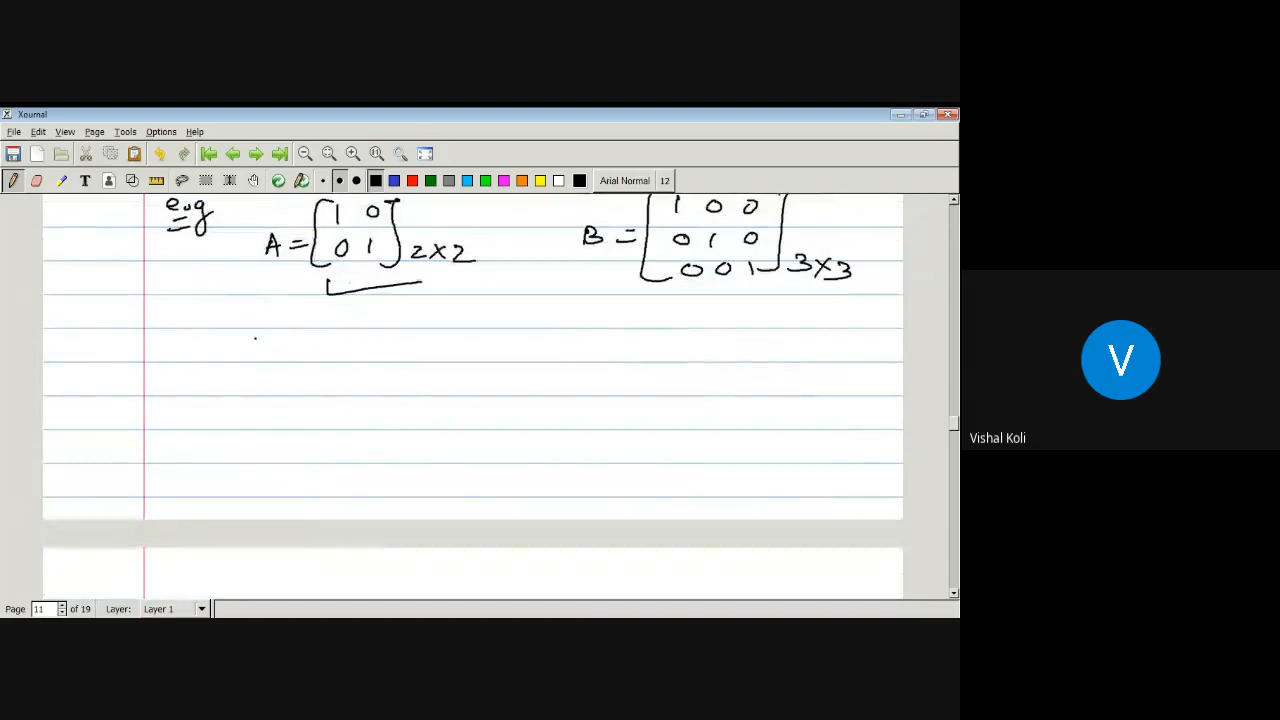 Xournal
File Edit View Page Tools Options Help
T Arial Normal 12
e.g A = [1 0 B = [1 0 0
0 1] 2x2 0 1 0
0 0 1] 3x3
Page 11 of 19 Layer: Layer 1
V
Vishal Koli